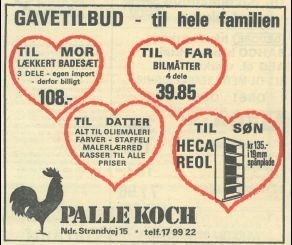 GAVETILBUD - til hele familien
TIL MOR
LÆKKERT BADESÆT
3 DELE - egen import
- derfor billigt
108.-
TIL FAR
BILMÅTTER
4 dele
39.85
TIL DATTER
ALT TIL OLIEMALERI
FARVER - STAFFELI
MALERLÆRRED
KASSER TIL ALLE
PRISER
TIL SØN
HECA
REOL
kr 135.-
i 19mm
spånplade
PALLE KOCH
Ndr. Strandvej 15 • telf. 17 99 22